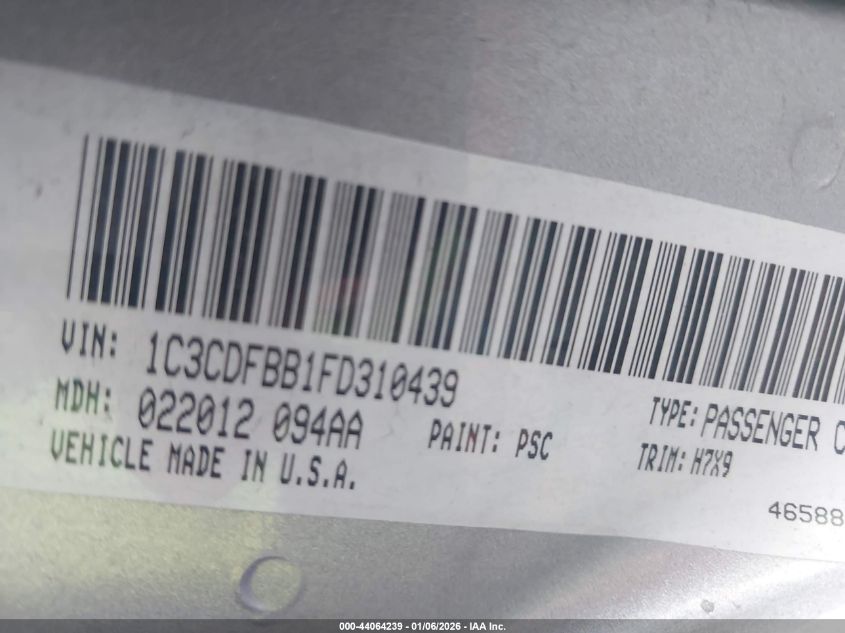 VIN: 1C3CDFBB1FD310439
MDH: 022012 094AA
PAINT: PSC
TYPE: PASSENGER C
VEHICLE MADE IN U.S.A.
TRIM: H7X9
46588
000-44064239 - 01/06/2026 - IAA Inc.